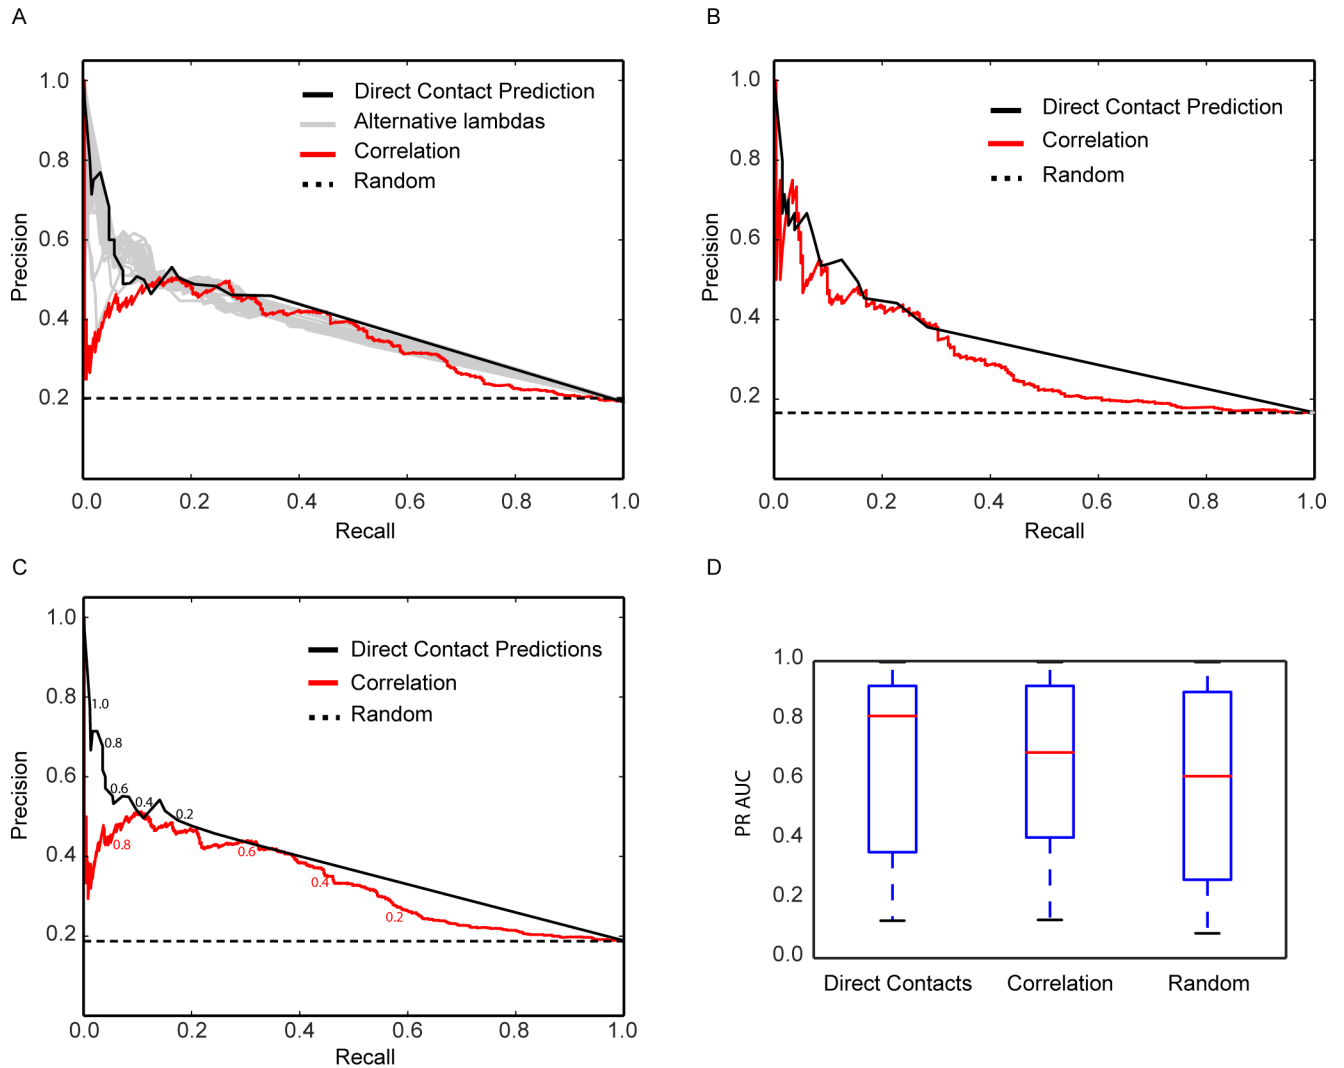 A
1.0
0.8
0.6
0.4
0.2
Precision
Direct Contact Prediction
Alternative lambdas
Correlation
Random
0.0 0.2 0.4 0.6 0.8 1.0
Recall
B
1.0
0.8
0.6
0.4
0.2
Precision
Direct Contact Prediction
Correlation
Random
0.0 0.2 0.4 0.6 0.8 1.0
Recall
C
1.0
0.8
0.6
0.4
0.2
Precision
Direct Contact Predictions
Correlation
Random
1.0
0.8
0.6
0.4
0.2
0.8
0.6
0.4
0.2
0.0 0.2 0.4 0.6 0.8 1.0
Recall
D
1.0
0.8
0.6
0.4
0.2
0.0
PR AUC
Direct Contacts Correlation Random